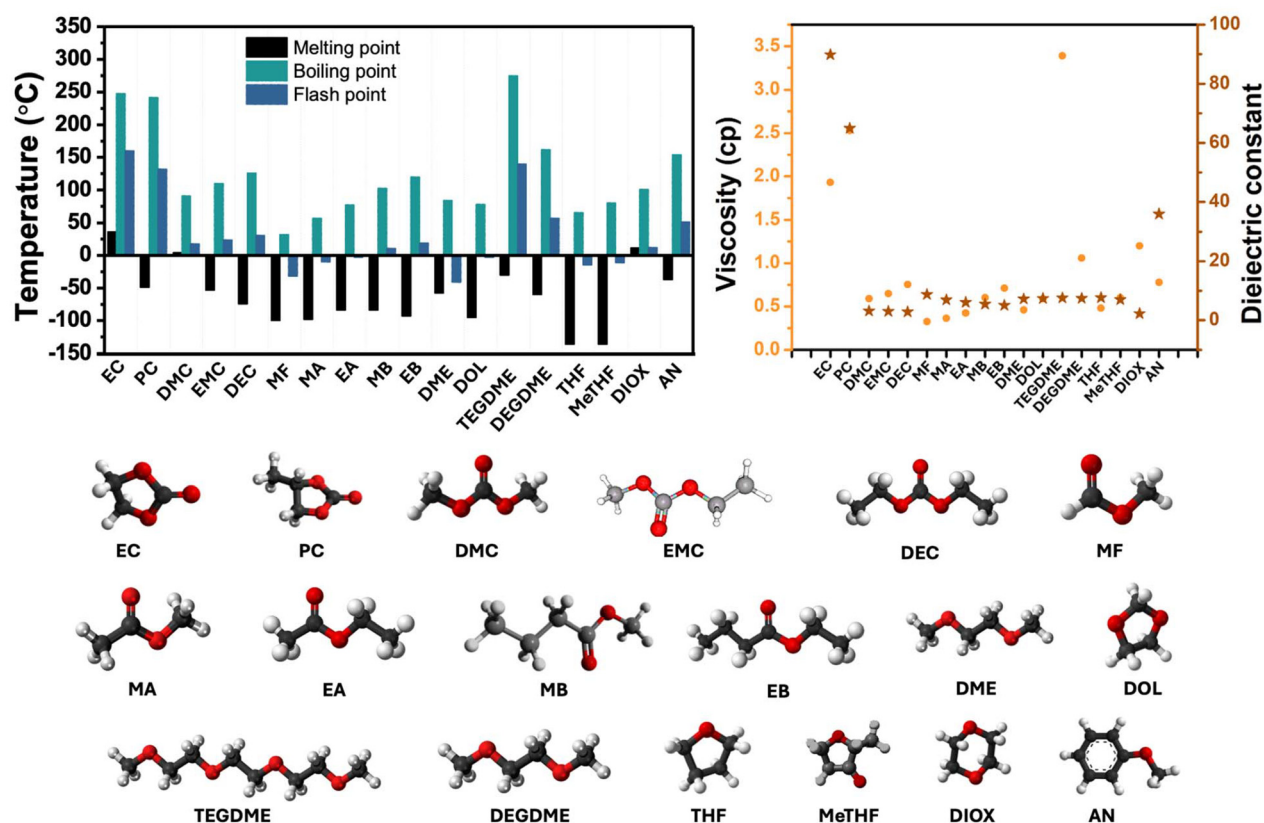 350
300
250
200
150
100
50
0
-50
-100
-150
Temperature (°C)
Melting point
Boiling point
Flash point
EC PC DMC EMC DEC MF MA EA MB EB DME DOL TEGDME DEGDME THF MeTHF DIOX AN
3.5
3.0
2.5
2.0
1.5
1.0
0.5
0.0
Viscosity (cp)
100
80
60
40
20
0
Dieiectric constant
EC PC DMC EMC DEC MF MA EA MB EB DME DOL TEGDME DEGDME THF MeTHF DIOX AN
EC PC DMC EMC DEC MF
MA EA MB EB DME DOL
TEGDME DEGDME THF MeTHF DIOX AN